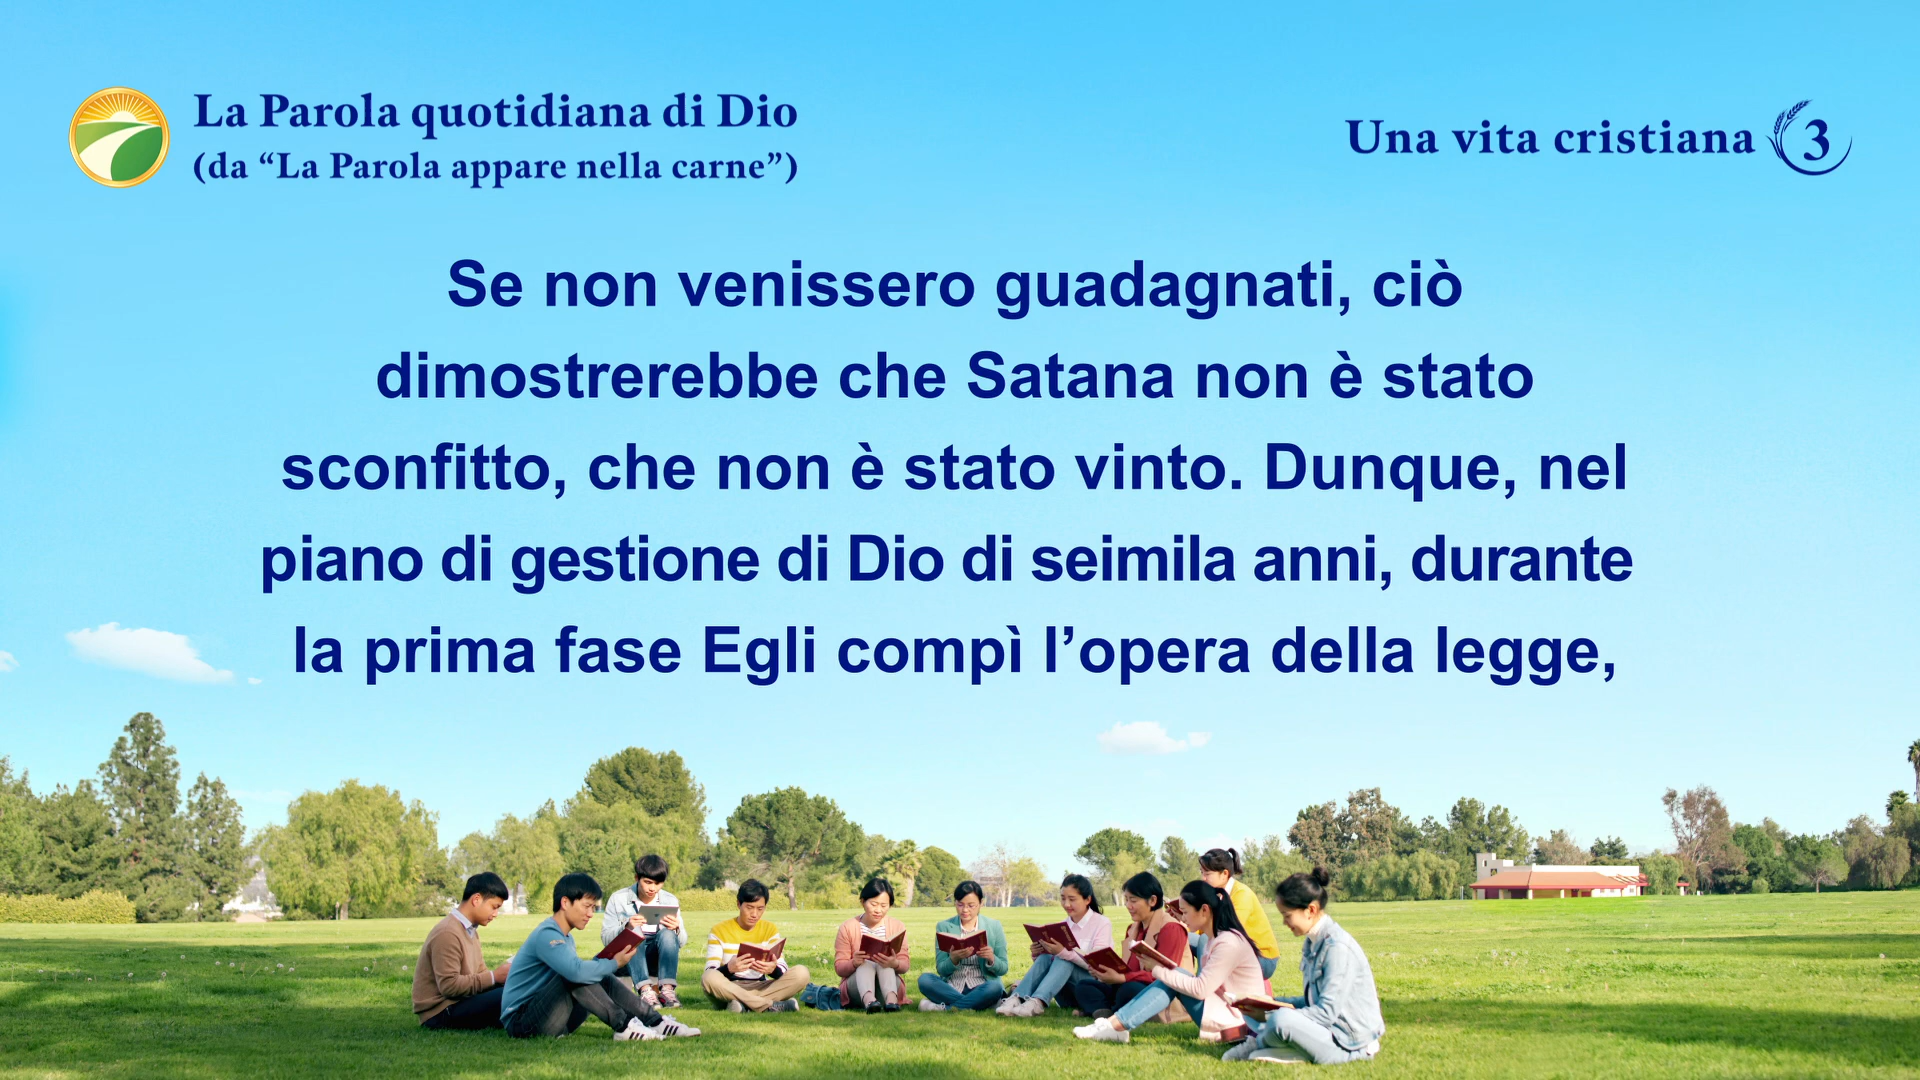 La Parola quotidiana di Dio
(da “La Parola appare nella carne”)
Una vita cristiana 3
Se non venissero guadagnati, ciò
dimostrerebbe che Satana non è stato
sconfitto, che non è stato vinto. Dunque, nel
piano di gestione di Dio di seimila anni, durante
la prima fase Egli compì l’opera della legge,